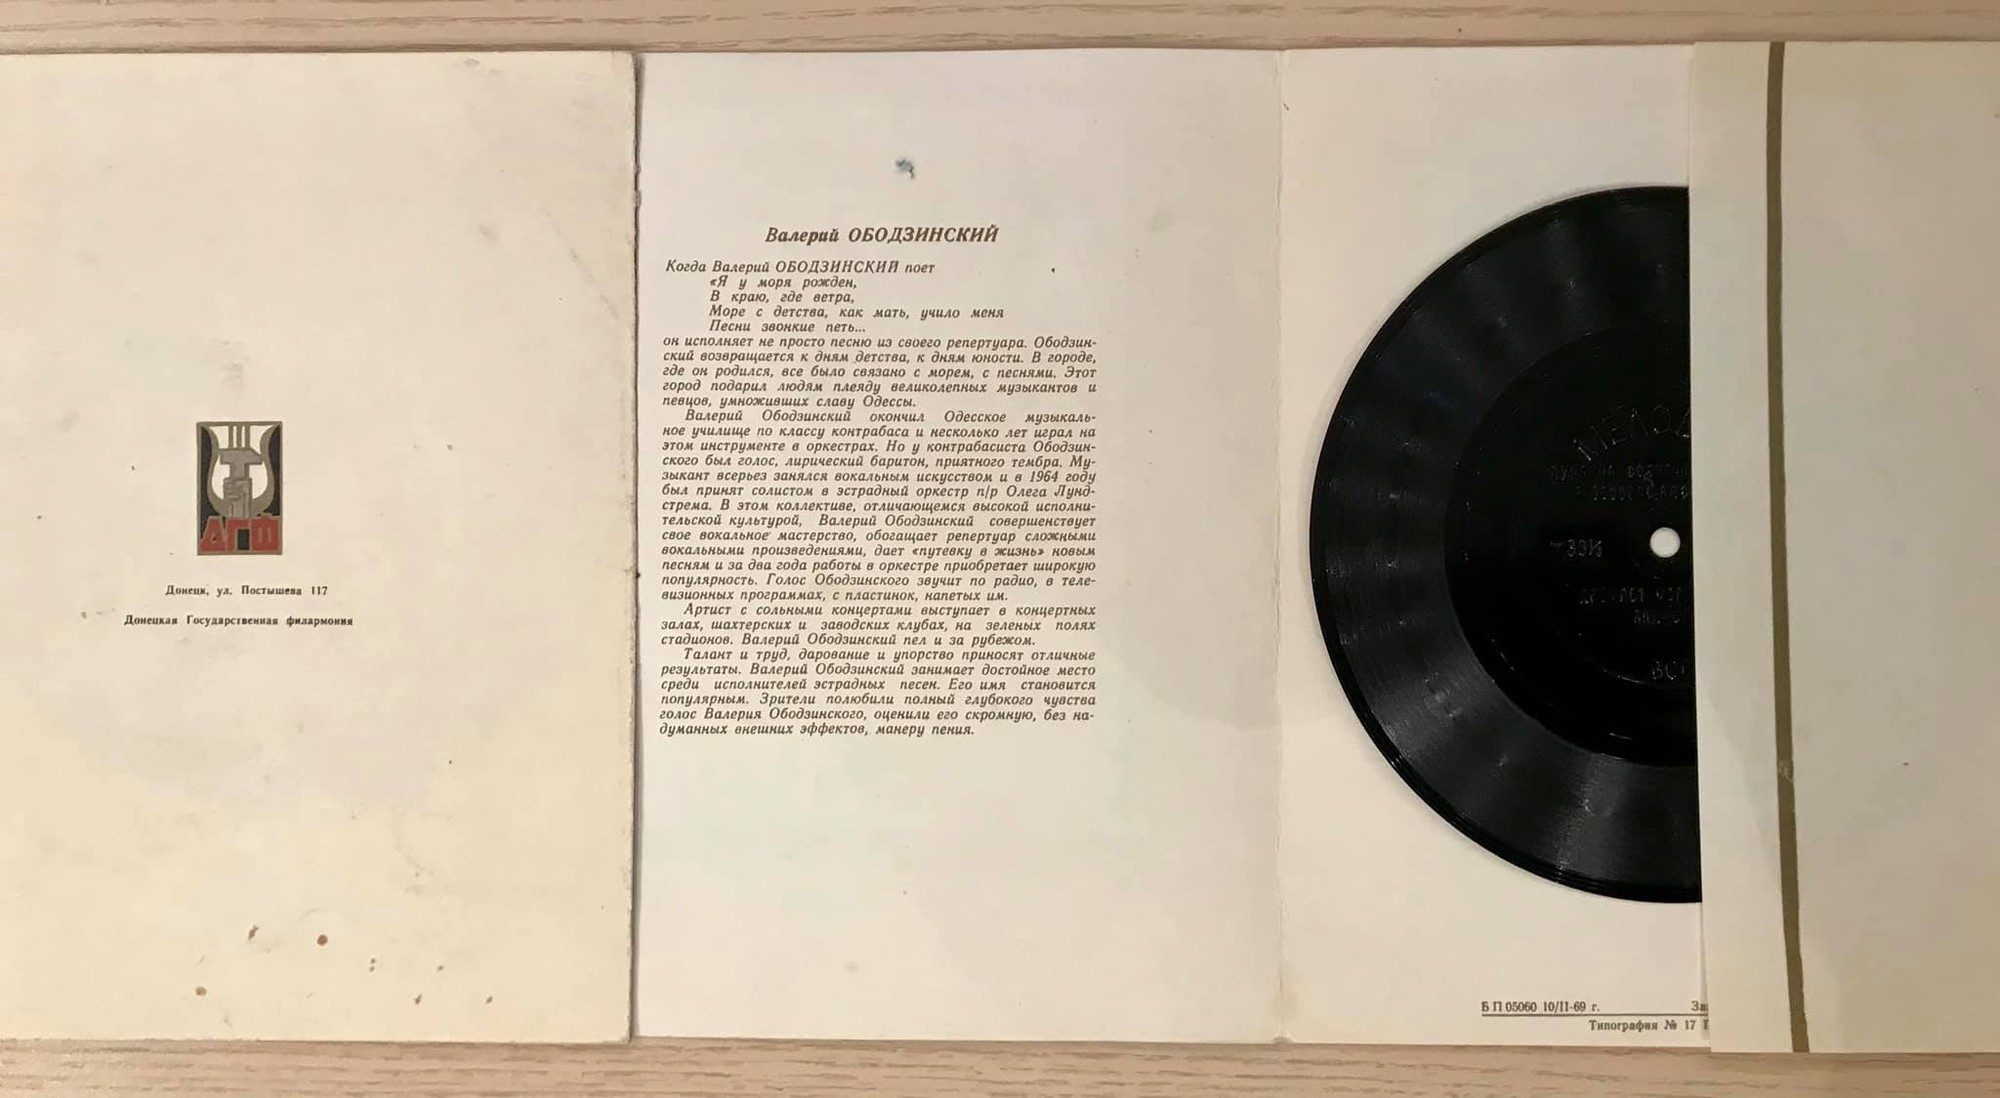 ДГФ
Донецк, ул. Постышева 117
Донецкая Государственная филармония
Валерий ОБОДЗИНСКИЙ
Когда Валерий ОБОДЗИНСКИЙ поет
«Я у моря рожден,
В краю, где ветра,
Море с детства, как мать, учило меня
Песни звонкие петь...
он исполняет не просто песню из своего репертуара. Ободзин-
ский возвращается к дням детства, к дням юности. В городе,
где он родился, все было связано с морем, с песнями. Этот
город подарил людям плеяду великолепных музыкантов и
певцов, умноживших славу Одессы.
Валерий Ободзинский окончил Одесское музыкаль-
ное училище по классу контрабаса и несколько лет играл на
этом инструменте в оркестрах. Но у контрабасиста Ободзин-
ского был голос, лирический баритон, приятного тембра. Му-
зыкант всерьез занялся вокальным искусством и в 1964 году
был принят солистом в эстрадный оркестр п/р Олега Лунд-
стрема. В этом коллективе, отличающемся высокой исполни-
тельской культурой, Валерий Ободзинский совершенствует
свое вокальное мастерство, обогащает репертуар сложными
вокальными произведениями, дает «путевку в жизнь» новым
песням и за два года работы в оркестре приобретает широкую
популярность. Голос Ободзинского звучит по радио, в теле-
визионных программах, с пластинок, напетых им.
Артист с сольными концертами выступает в концертных
залах, шахтерских и заводских клубах, на зеленых полях
стадионов. Валерий Ободзинский пел и за рубежом.
Талант и труд, дарование и упорство приносят отличные
результаты. Валерий Ободзинский занимает достойное место
среди исполнителей эстрадных песен. Его имя становится
популярным. Зрители полюбили полный глубокого чувства
голос Валерия Ободзинского, оценили его скромную, без на-
думанных внешних эффектов, манеру пения.
МЕЛОД
33⅓
БП 05060 10/II-69 г. За
Типография № 17 Г